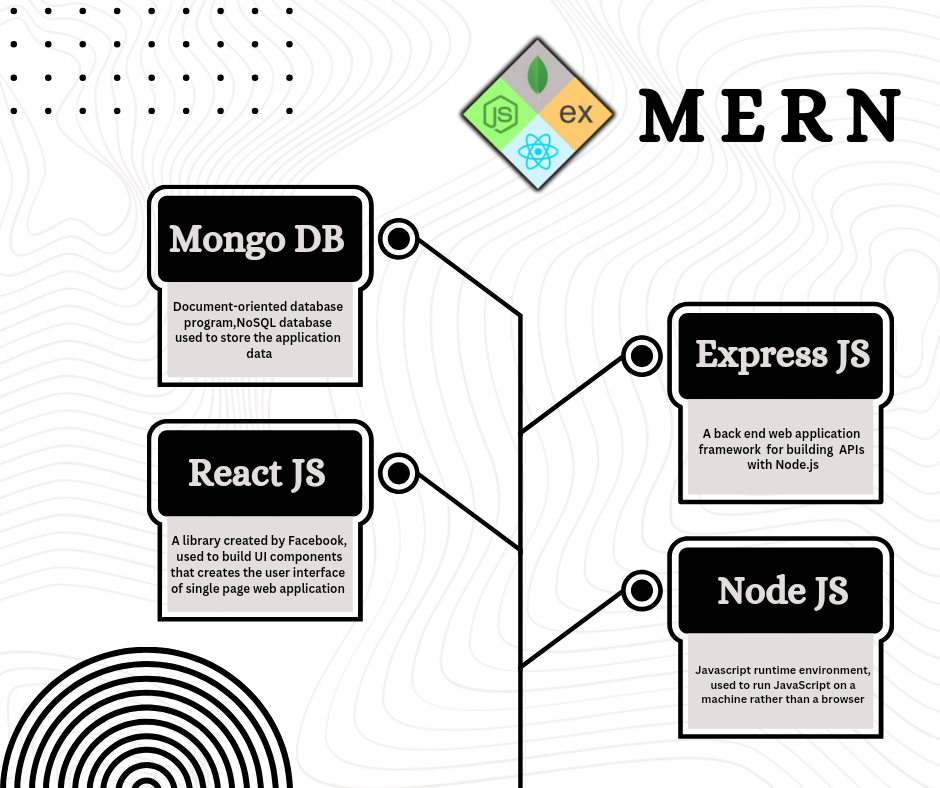 JS
ex
MERN
Mongo DB
Document-oriented database
program,NoSQL database
used to store the application
data
Express JS
A back end web application
framework for building APIs
with Node.js
React JS
A library created by Facebook,
used to build UI components
that creates the user interface
of single page web application
Node JS
Javascript runtime environment,
used to run JavaScript on a
machine rather than a browser